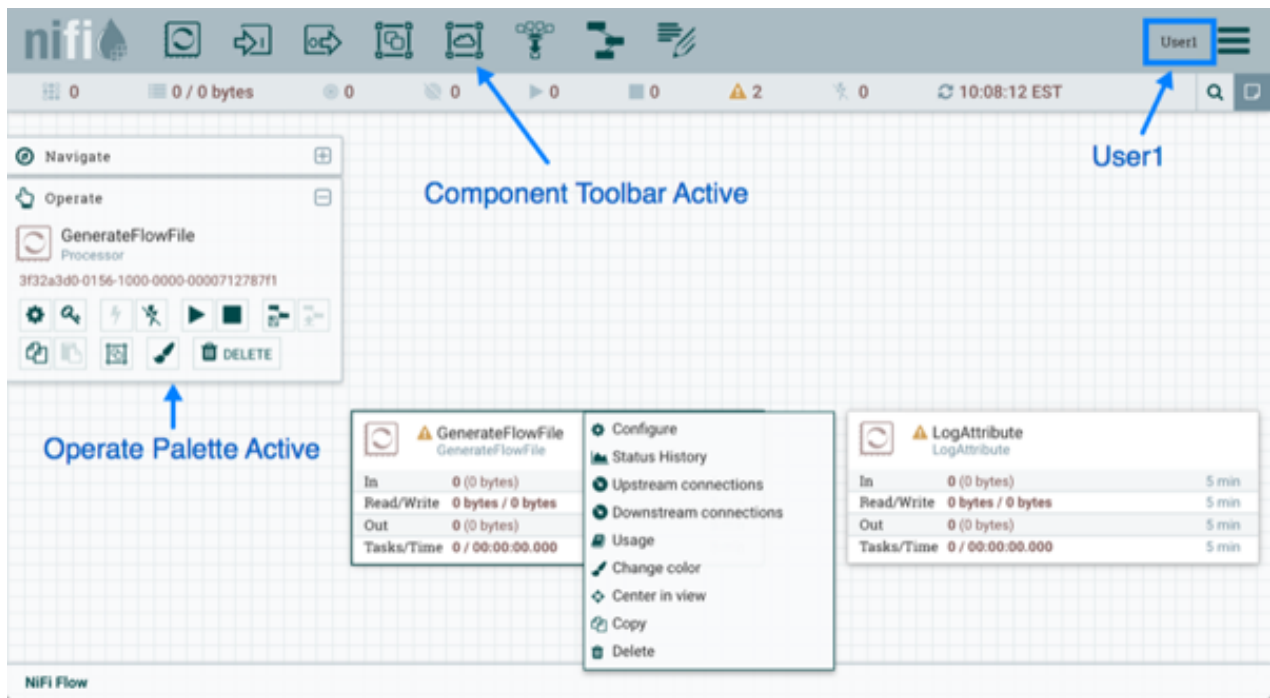 nifi
User1
0
0 / 0 bytes
0
0
0
0
2
0
10:08:12 EST
User1
Component Toolbar Active
Navigate
Operate
GenerateFlowFile
Processor
3f32a3d0-0156-1000-0000-0000712787f1
DELETE
Operate Palette Active
GenerateFlowFile
GenerateFlowFile
In 0 (0 bytes)
Read/Write 0 bytes / 0 bytes
Out 0 (0 bytes)
Tasks/Time 0 / 00:00:00.000
Configure
Status History
Upstream connections
Downstream connections
Usage
Change color
Center in view
Copy
Delete
LogAttribute
LogAttribute
In 0 (0 bytes) 5 min
Read/Write 0 bytes / 0 bytes 5 min
Out 0 (0 bytes) 5 min
Tasks/Time 0 / 00:00:00.000 5 min
NiFi Flow